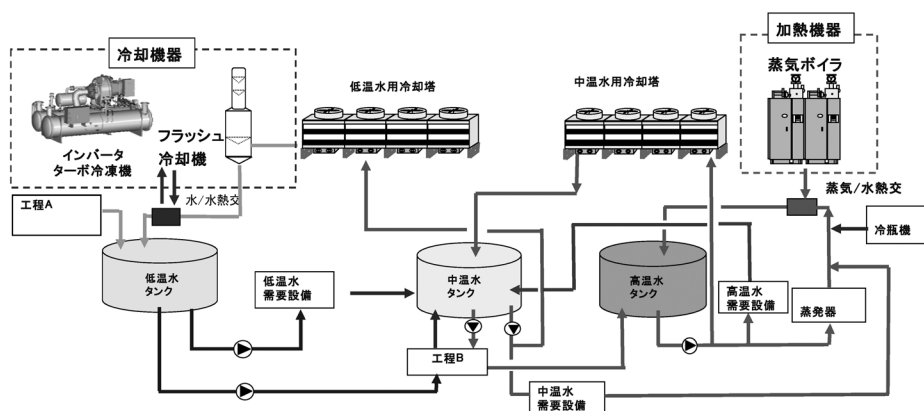 冷却機器
インバータ
ターボ冷凍機
フラッシュ
冷却機
水/水熱交
低温水用冷却塔
中温水用冷却塔
加熱機器
蒸気ボイラ
蒸気/水熱交
冷瓶機
工程A
低温水
タンク
低温水
需要設備
中温水
タンク
高温水
タンク
高温水
需要設備
蒸発器
工程B
中温水
需要設備